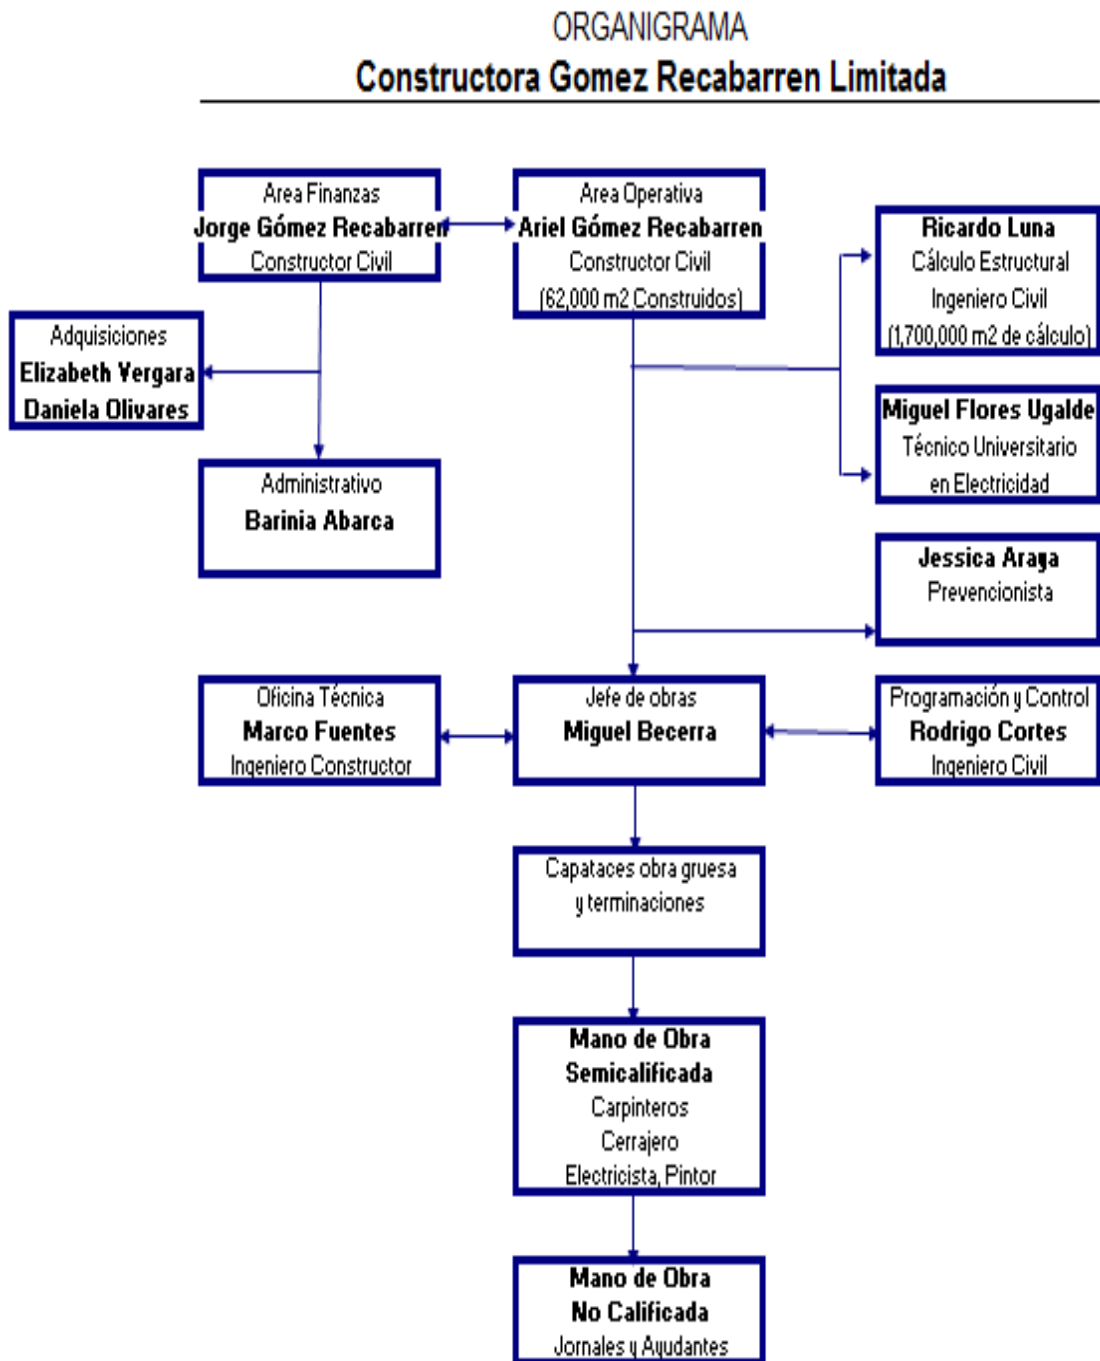 ORGANIGRAMA
Constructora Gomez Recabarren Limitada
Area Finanzas
Jorge Gómez Recabarren
Constructor Civil
Area Operativa
Ariel Gómez Recabarren
Constructor Civil
(62,000 m2 Construidos)
Ricardo Luna
Cálculo Estructural
Ingeniero Civil
(1,700,000 m2 de cálculo)
Adquisiciones
Elizabeth Vergara
Daniela Olivares
Miguel Flores Ugalde
Técnico Universitario
en Electricidad
Administrativo
Barinia Abarca
Jessica Araya
Prevencionista
Oficina Técnica
Marco Fuentes
Ingeniero Constructor
Jefe de obras
Miguel Becerra
Programación y Control
Rodrigo Cortes
Ingeniero Civil
Capataces obra gruesa
y terminaciones
Mano de Obra
Semicalificada
Carpinteros
Cerrajero
Electricista, Pintor
Mano de Obra
No Calificada
Jornales y Ayudantes